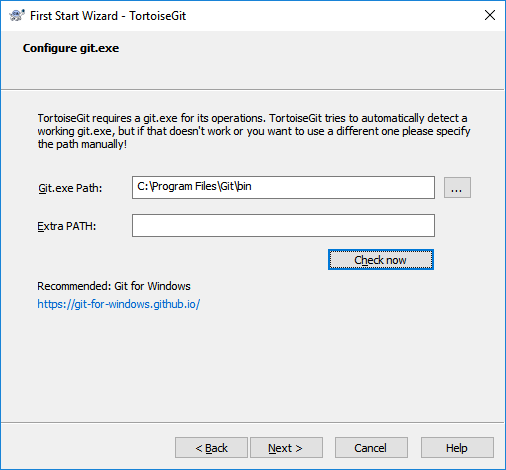 First Start Wizard - TortoiseGit
Configure git.exe
TortoiseGit requires a git.exe for its operations. TortoiseGit tries to automatically detect a
working git.exe, but if that doesn't work or you want to use a different one please specify
the path manually!
Git.exe Path: C:\Program Files\Git\bin ...
Extra PATH:
Check now
Recommended: Git for Windows
https://git-for-windows.github.io/
< Back Next > Cancel Help